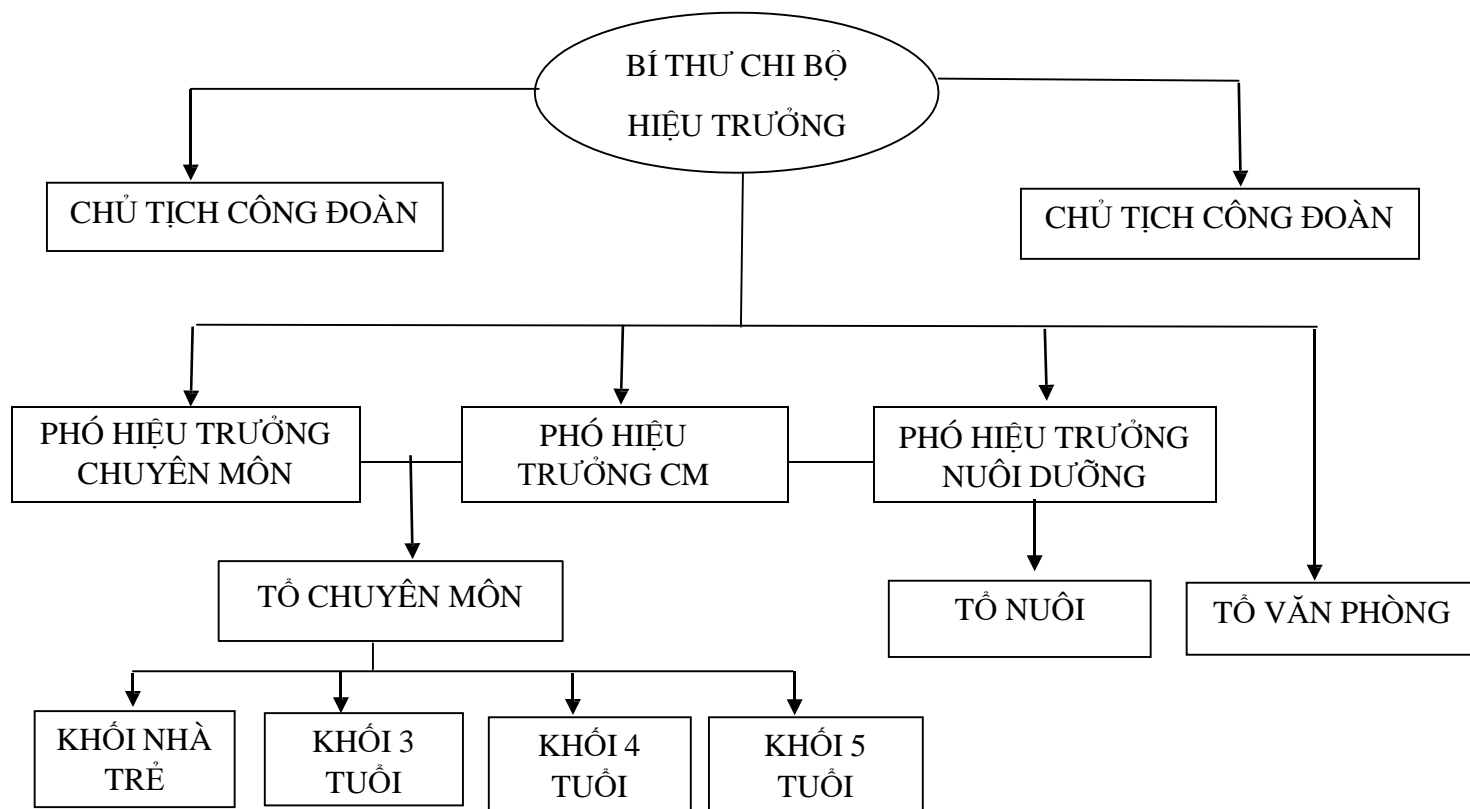 BÍ THƯ CHI BỘ
HIỆU TRƯỞNG
CHỦ TỊCH CÔNG ĐOÀN
CHỦ TỊCH CÔNG ĐOÀN
PHÓ HIỆU TRƯỞNG
CHUYÊN MÔN
PHÓ HIỆU
TRƯỞNG CM
PHÓ HIỆU TRƯỞNG
NUÔI DƯỠNG
TỔ CHUYÊN MÔN
TỔ NUÔI
TỔ VĂN PHÒNG
KHỐI NHÀ
TRẺ
KHỐI 3
TUỔI
KHỐI 4
TUỔI
KHỐI 5
TUỔI